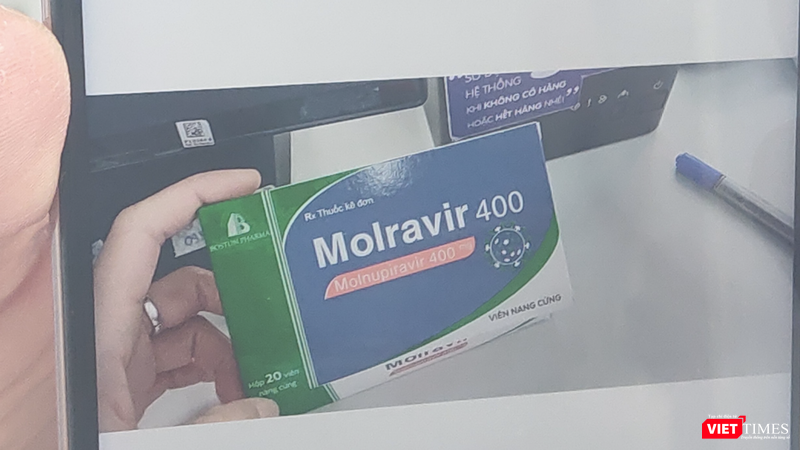 HỆ THỐNG
KHI KHÔNG CÓ HÀNG
HOẶC HẾT HÀNG NHÉ!
Rx Thuốc kê đơn
Molravir 400
Molnupiravir 400 mg
BOSTON PHARMA
VIÊN NANG CỨNG
Molravir
Hộp 20 viên
nang cứng
VIETTIMES